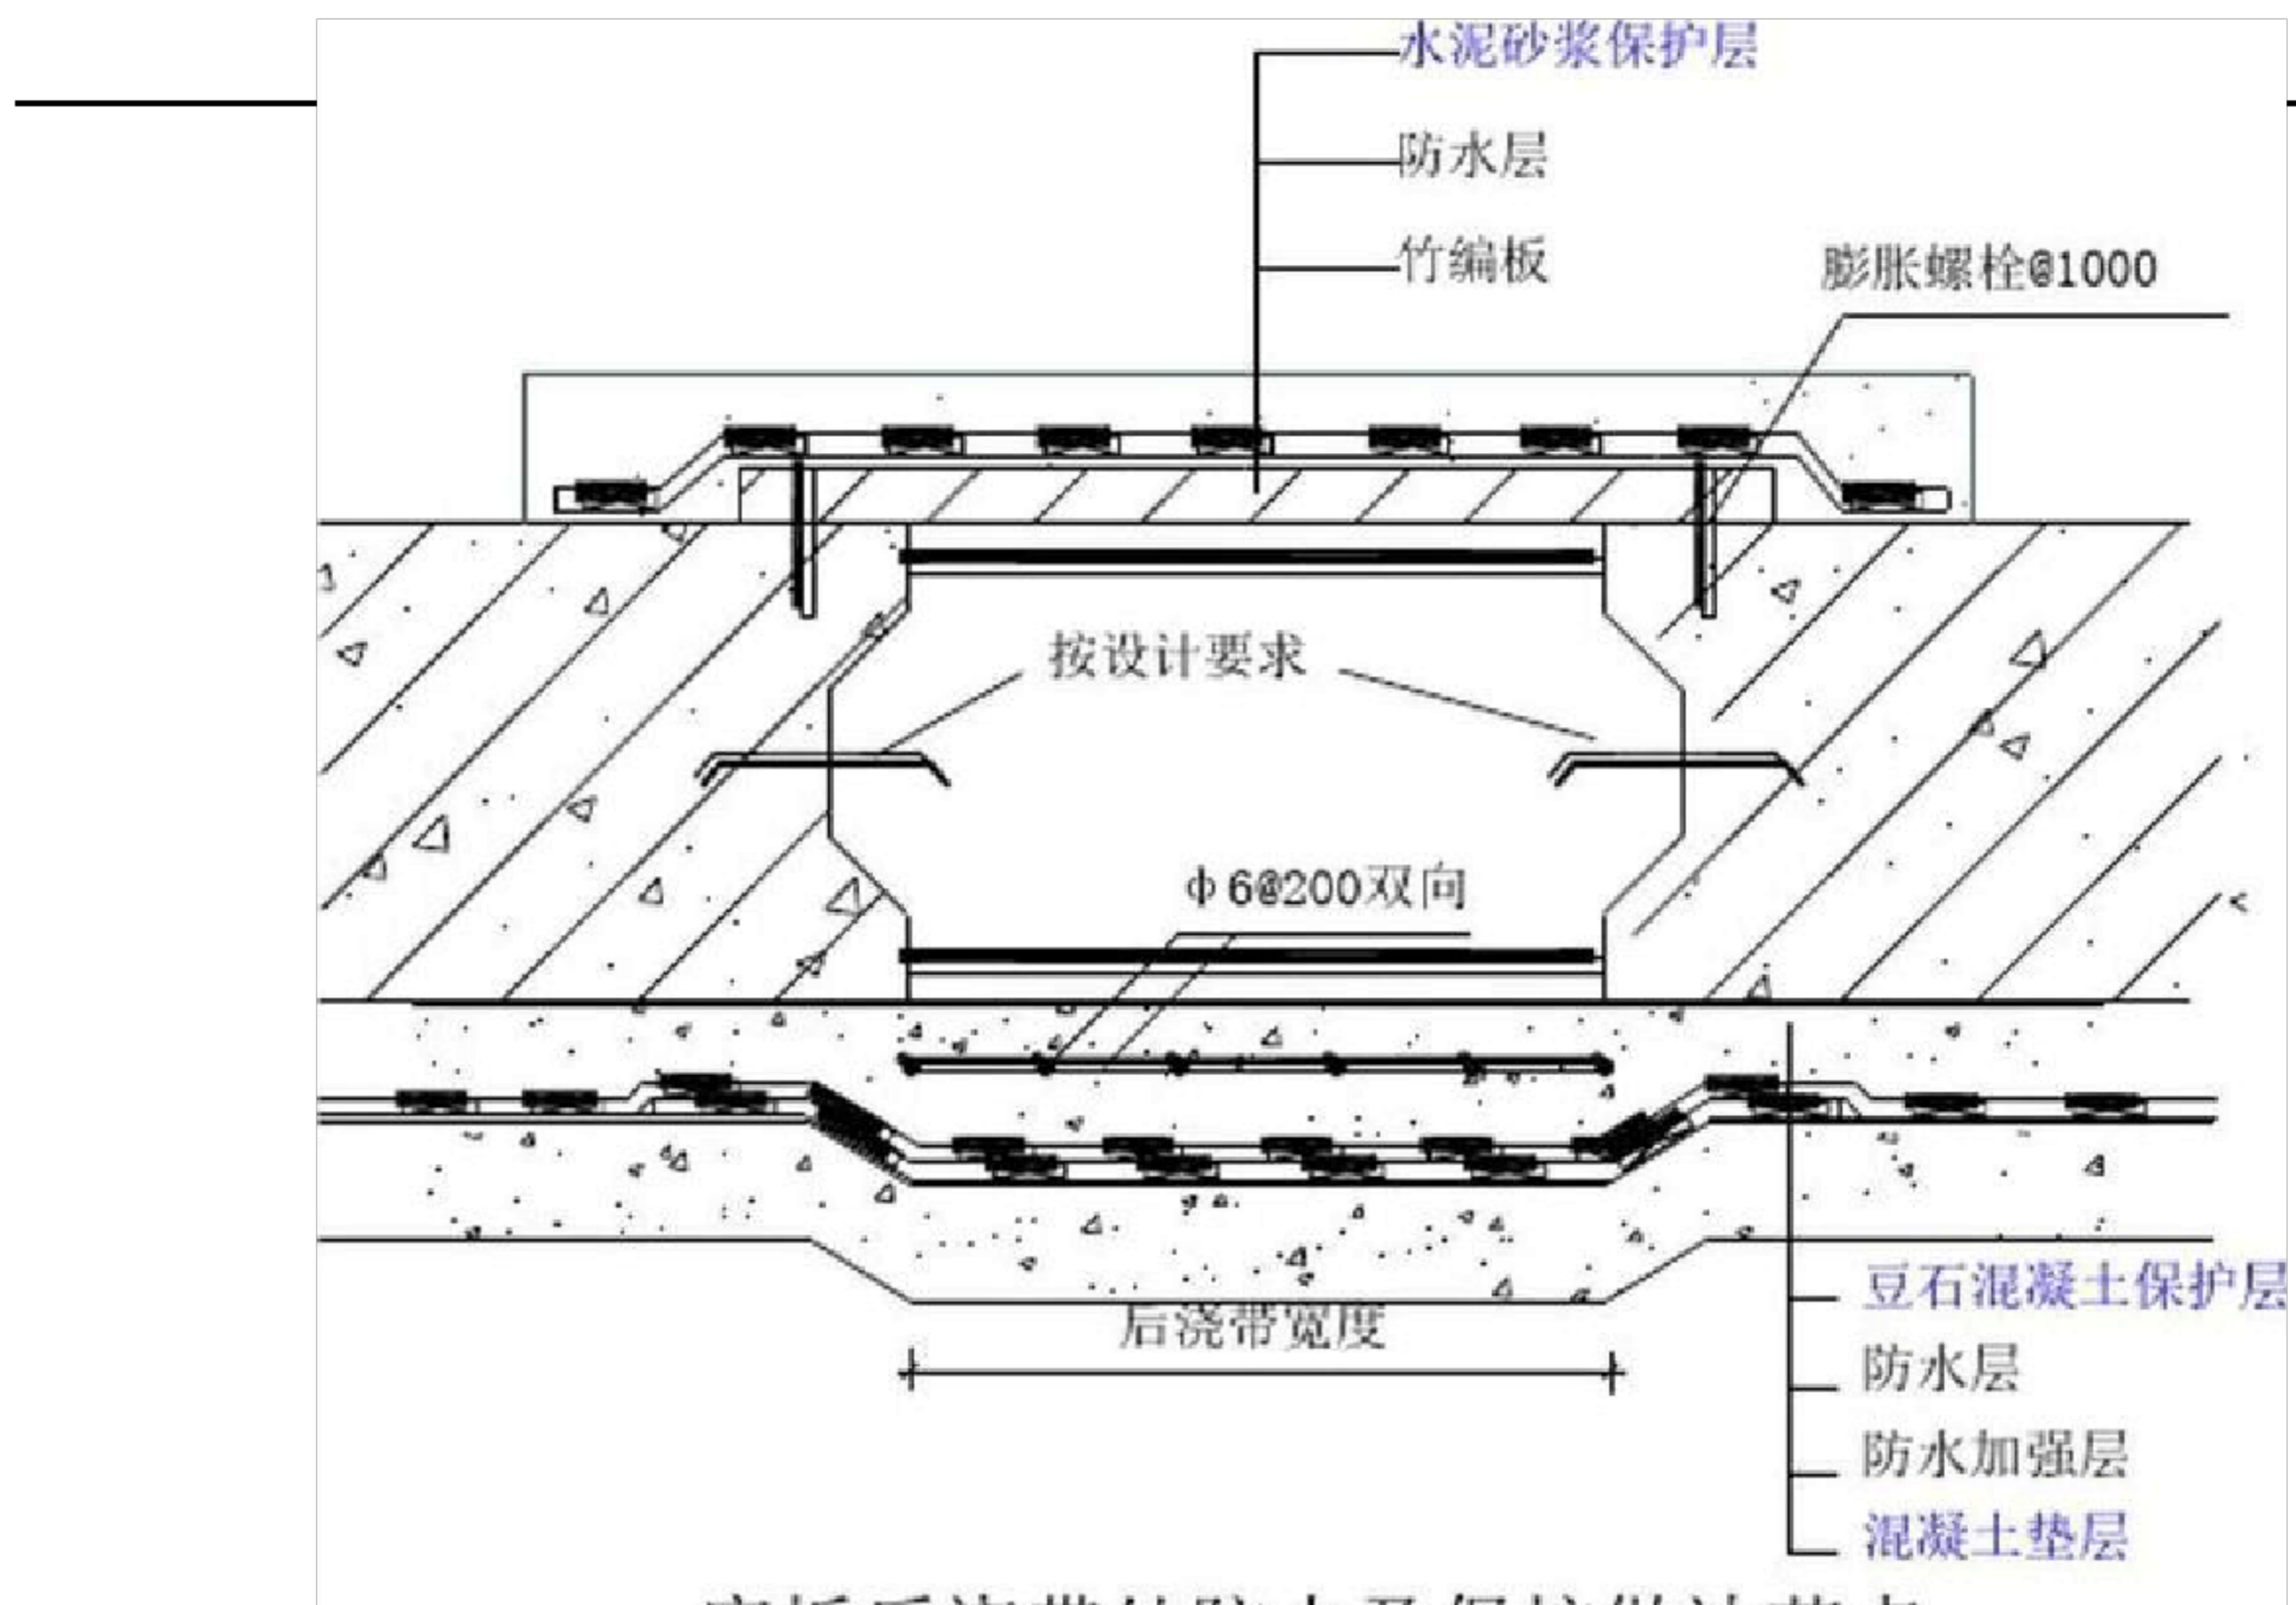 水泥砂浆保护层
防水层
竹编板
膨胀螺栓@1000
按设计要求
ф6@200双向
后浇带宽度
豆石混凝土保护层
防水层
防水加强层
混凝土垫层